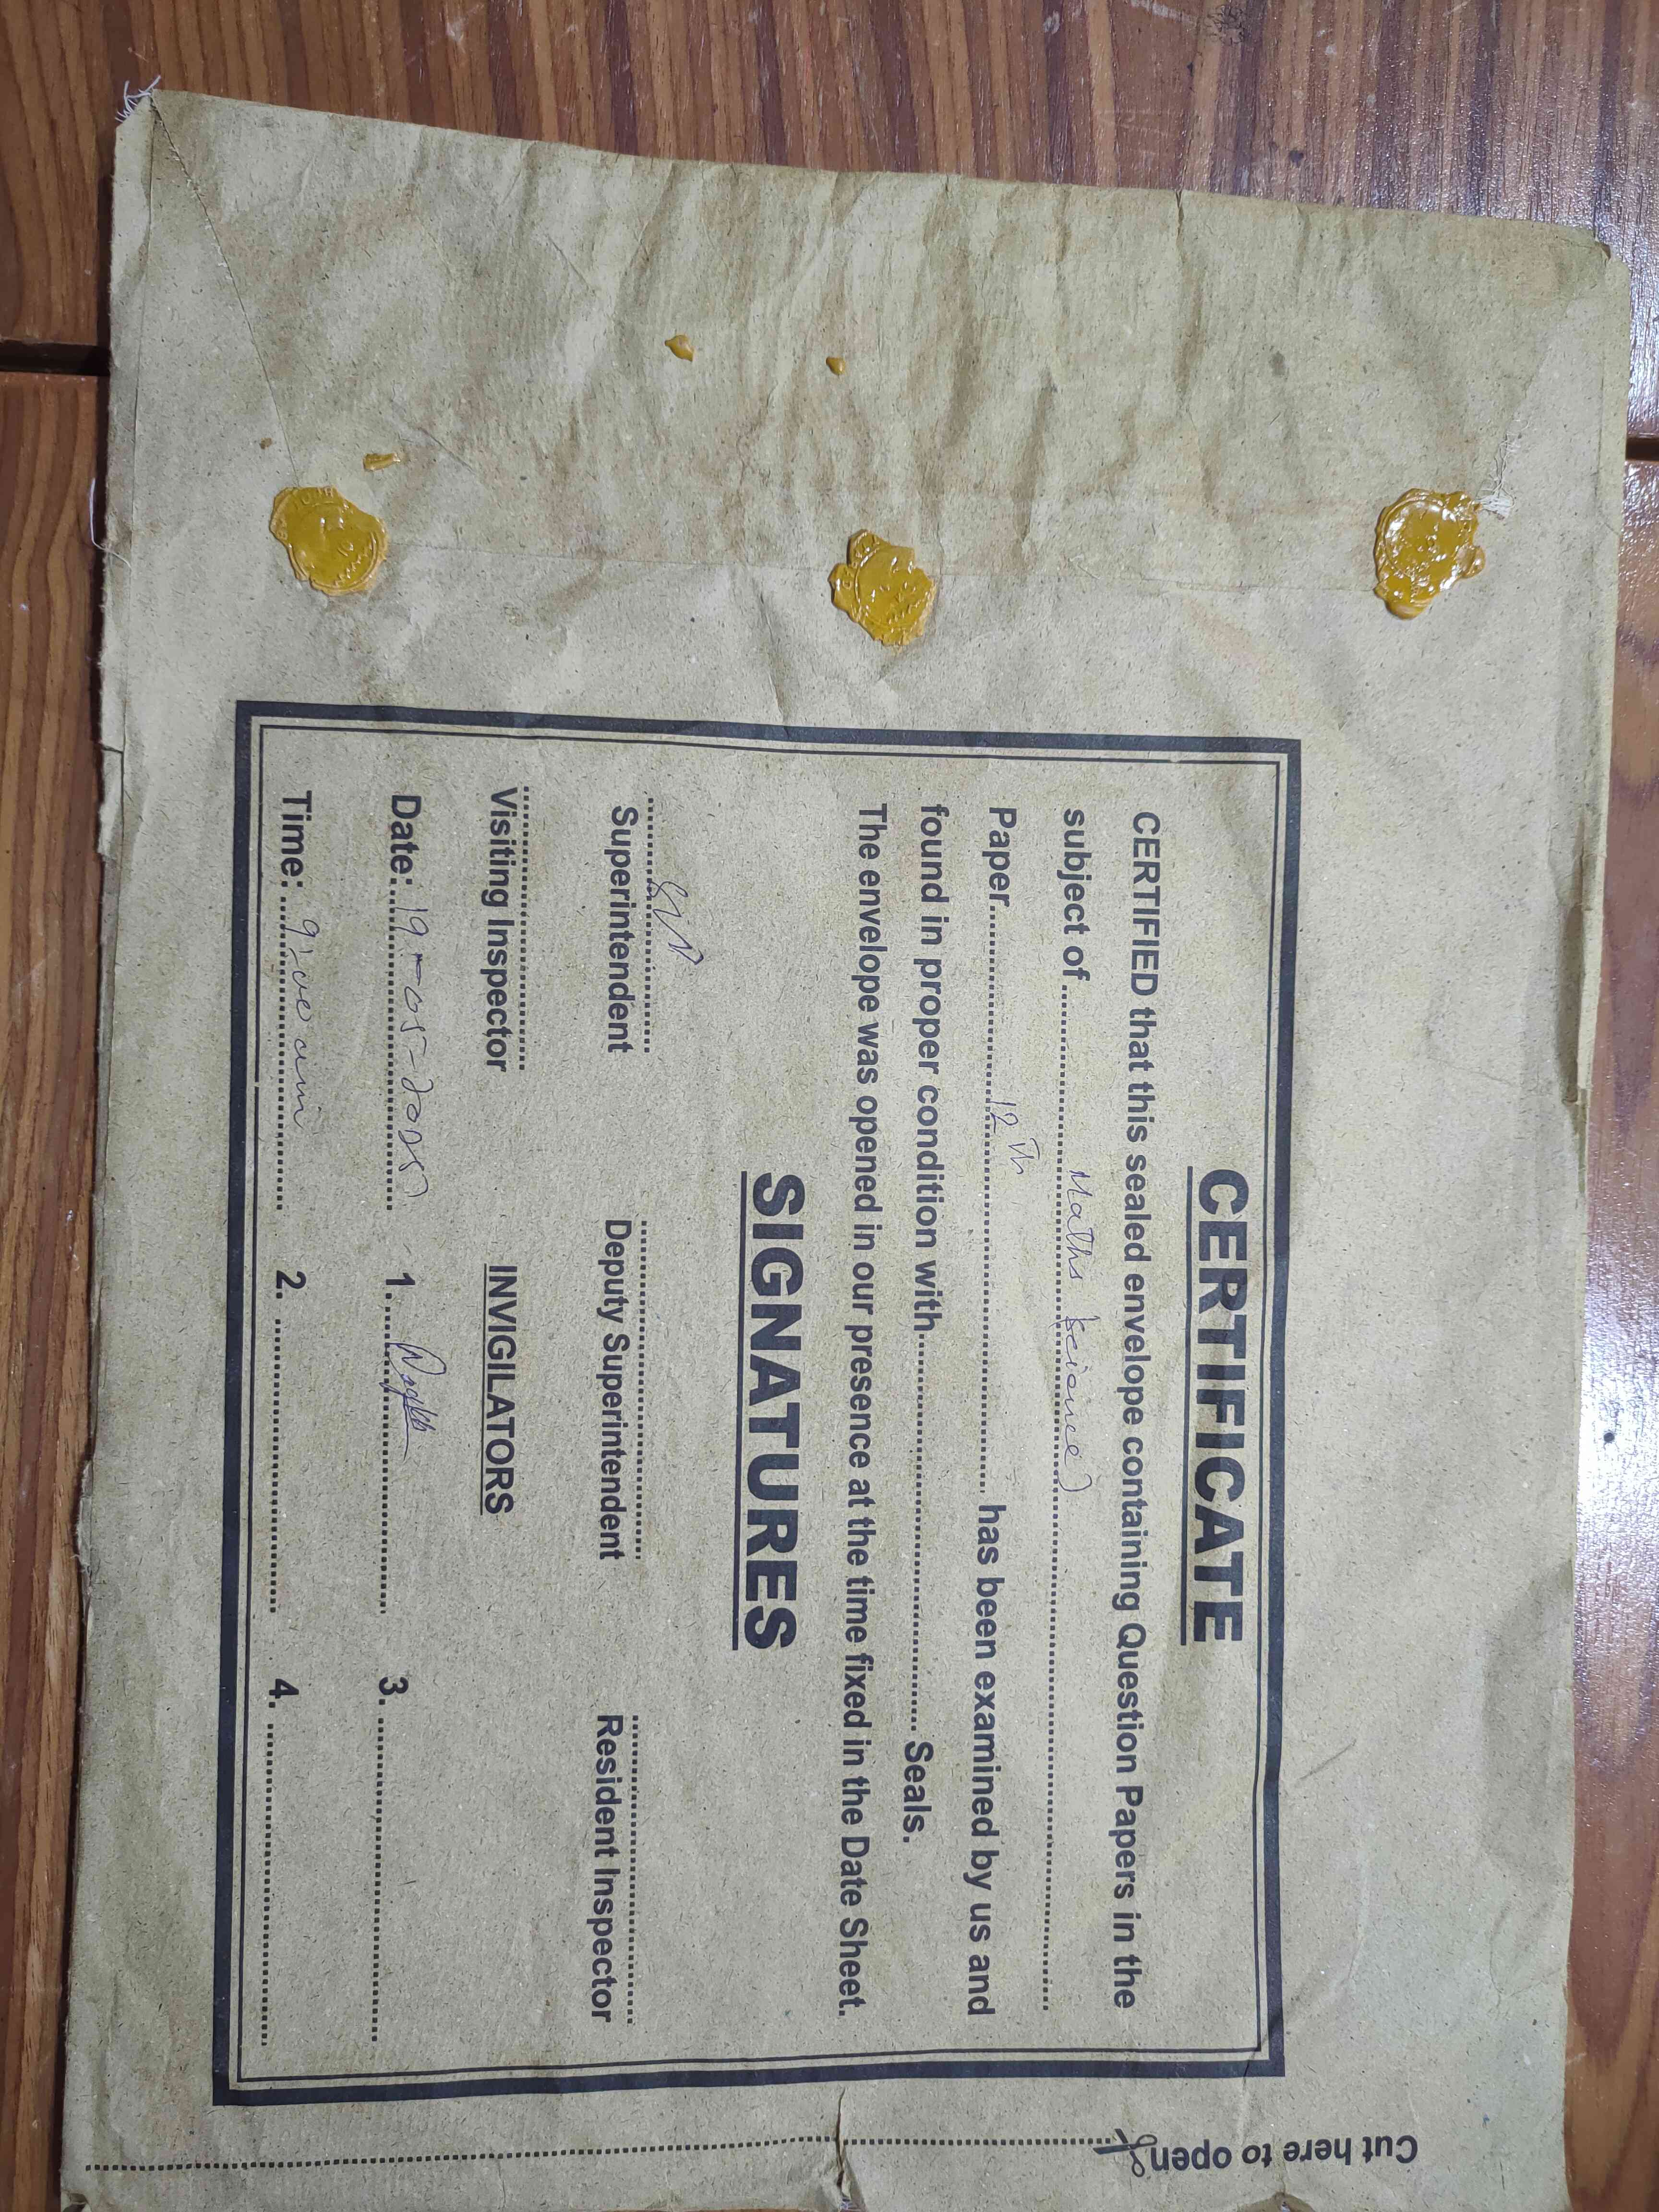 CERTIFICATE
CERTIFIED that this sealed envelope containing Question Papers in the
subject of Maths science)
Paper 12 Th has been examined by us and
found in proper condition with Seals.
The envelope was opened in our presence at the time fixed in the Date Sheet.
SIGNATURES
Superintendent Deputy Superintendent Resident Inspector
Visiting Inspector INVIGILATORS
Date: 19-05-2025 1. 3.
Time: 9:00 am 2. 4.
Cut here to open